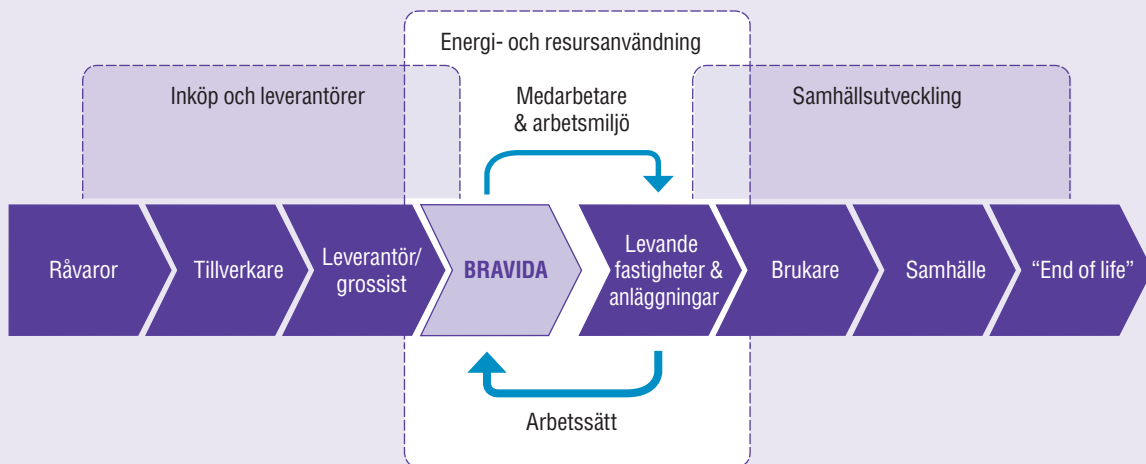 Energi- och resursanvändning
Inköp och leverantörer
Medarbetare
& arbetsmiljö
Samhällsutveckling
Råvaror
Tillverkare
Leverantör/
grossist
BRAVIDA
Levande
fastigheter &
anläggningar
Brukare
Samhälle
“End of life”
Arbetssätt